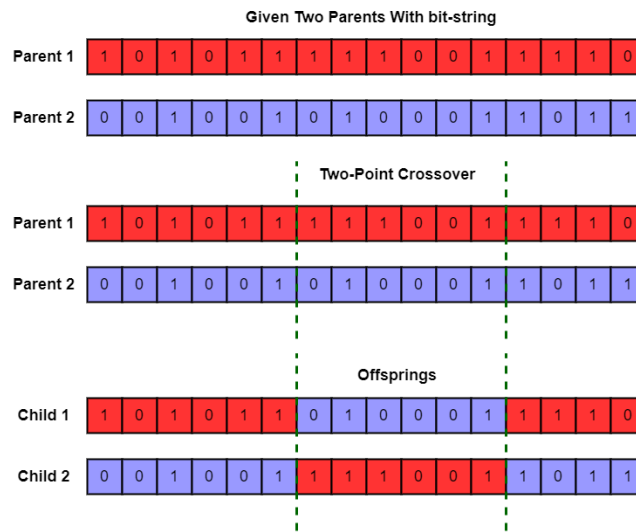 Given Two Parents With bit-string
Parent 1 1 0 1 0 1 1 1 1 1 0 0 1 1 1 1 0
Parent 2 0 0 1 0 0 1 0 1 0 0 0 1 1 0 1 1
Two-Point Crossover
Parent 1 1 0 1 0 1 1 1 1 1 0 0 1 1 1 1 0
Parent 2 0 0 1 0 0 1 0 1 0 0 0 1 1 0 1 1
Offsprings
Child 1 1 0 1 0 1 1 0 1 0 0 0 1 1 1 1 0
Child 2 0 0 1 0 0 1 1 1 1 0 0 1 1 0 1 1